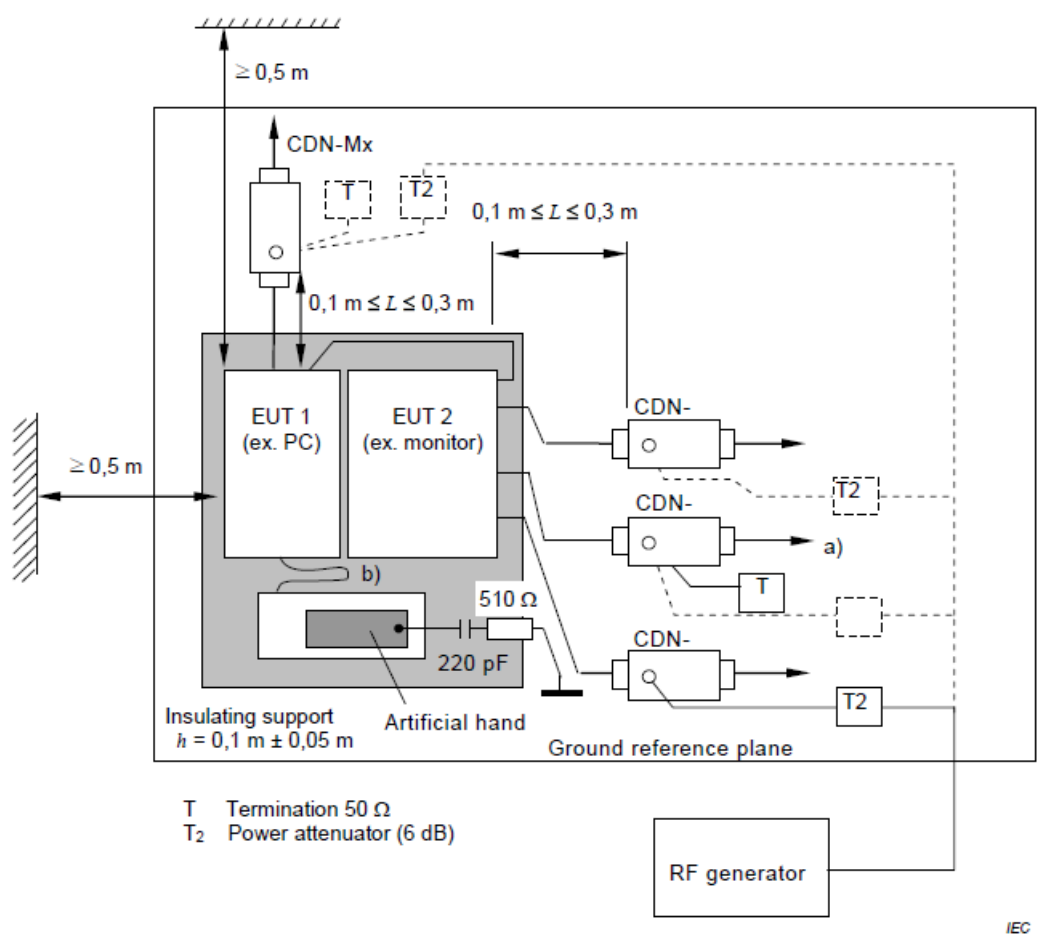 ≥ 0,5 m
CDN-Mx
T
T2
0,1 m ≤ L ≤ 0,3 m
0,1 m ≤ L ≤ 0,3 m
EUT 1
(ex. PC)
EUT 2
(ex. monitor)
CDN-
≥ 0,5 m
T2
CDN-
a)
b)
T
510 Ω
220 pF
CDN-
T2
Insulating support
h = 0,1 m ± 0,05 m
Artificial hand
Ground reference plane
T Termination 50 Ω
T2 Power attenuator (6 dB)
RF generator
IEC